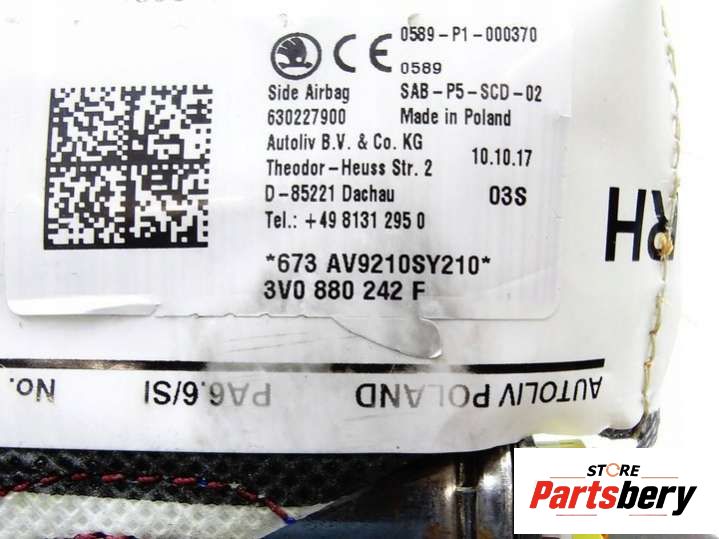 0589-P1-000370
CE
0589
Side Airbag
SAB-P5-SCD-02
630227900
Made in Poland
Autoliv B.V. & Co. KG
10.10.17
Theodor-Heuss Str. 2
D-85221 Dachau
03S
Tel.: +49 8131 295 0
RH
*673 AV9210SY210*
3V0 880 242 F
AUTOLIV POLAND PA6.6/SI No.
STORE
Partsbery